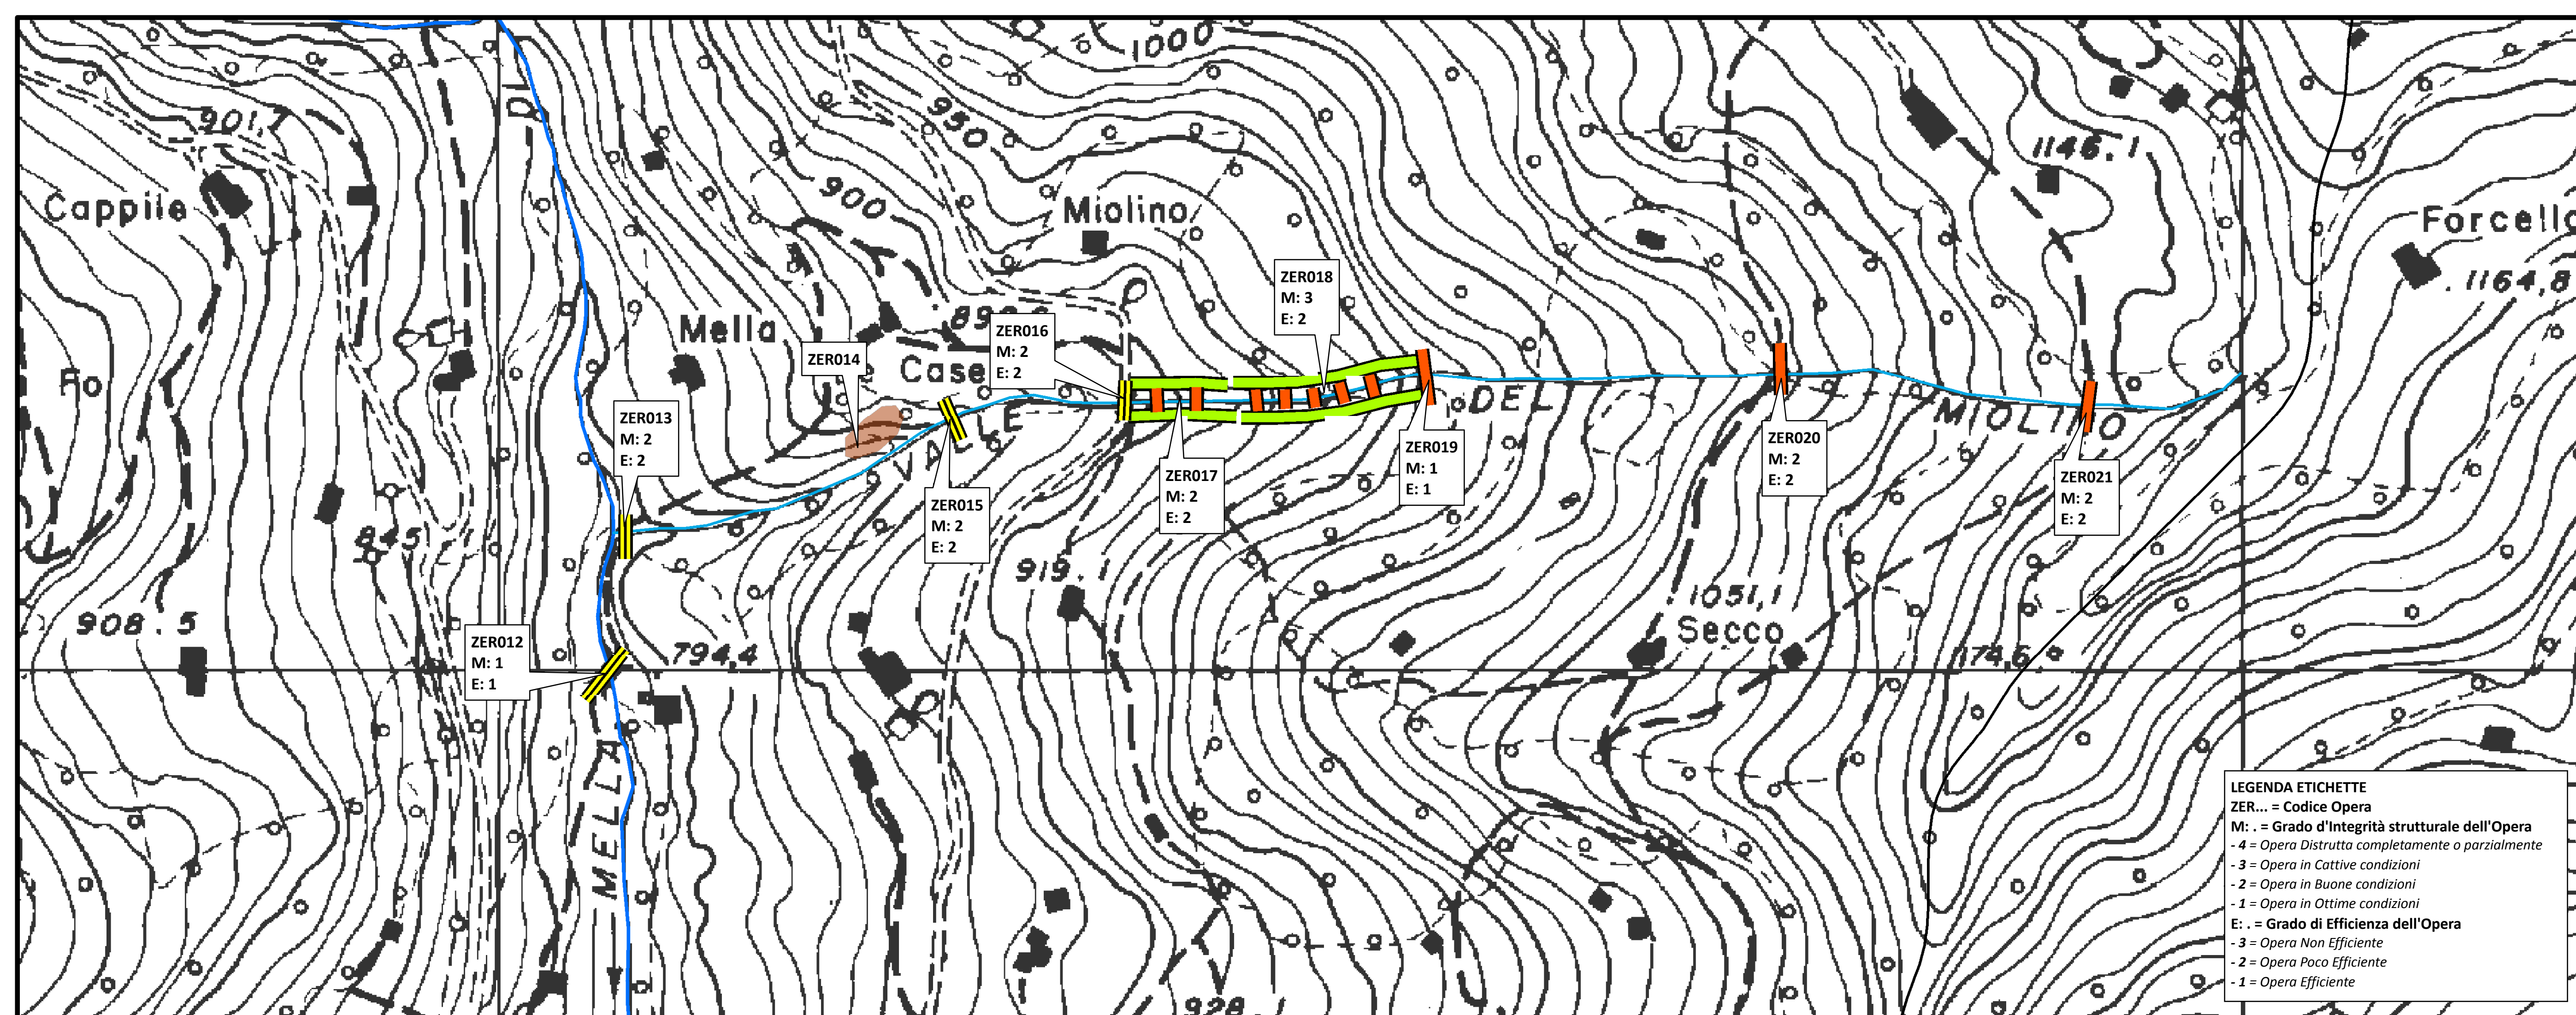 1000
DI
901.7
950
1146.1
Cappile
900
Miolino
Forcello
.1164,8
ZER018
M: 3
E: 2
Mella
ZER016
M: 2
E: 2
ZER014
Case
Fo
ZER013
M: 2
E: 2
VALLE
DEL
MIOLINO
ZER019
M: 1
E: 1
ZER020
M: 2
E: 2
ZER017
M: 2
E: 2
ZER021
M: 2
E: 2
ZER015
M: 2
E: 2
845
919.1
1051,1
Secco
908.5
ZER012
M: 1
E: 1
794,4
174,6
MELLA
928.1
LEGENDA ETICHETTE
ZER... = Codice Opera
M: . = Grado d'Integrità strutturale dell'Opera
- 4 = Opera Distrutta completamente o parzialmente
- 3 = Opera in Cattive condizioni
- 2 = Opera in Buone condizioni
- 1 = Opera in Ottime condizioni
E: . = Grado di Efficienza dell'Opera
- 3 = Opera Non Efficiente
- 2 = Opera Poco Efficiente
- 1 = Opera Efficiente